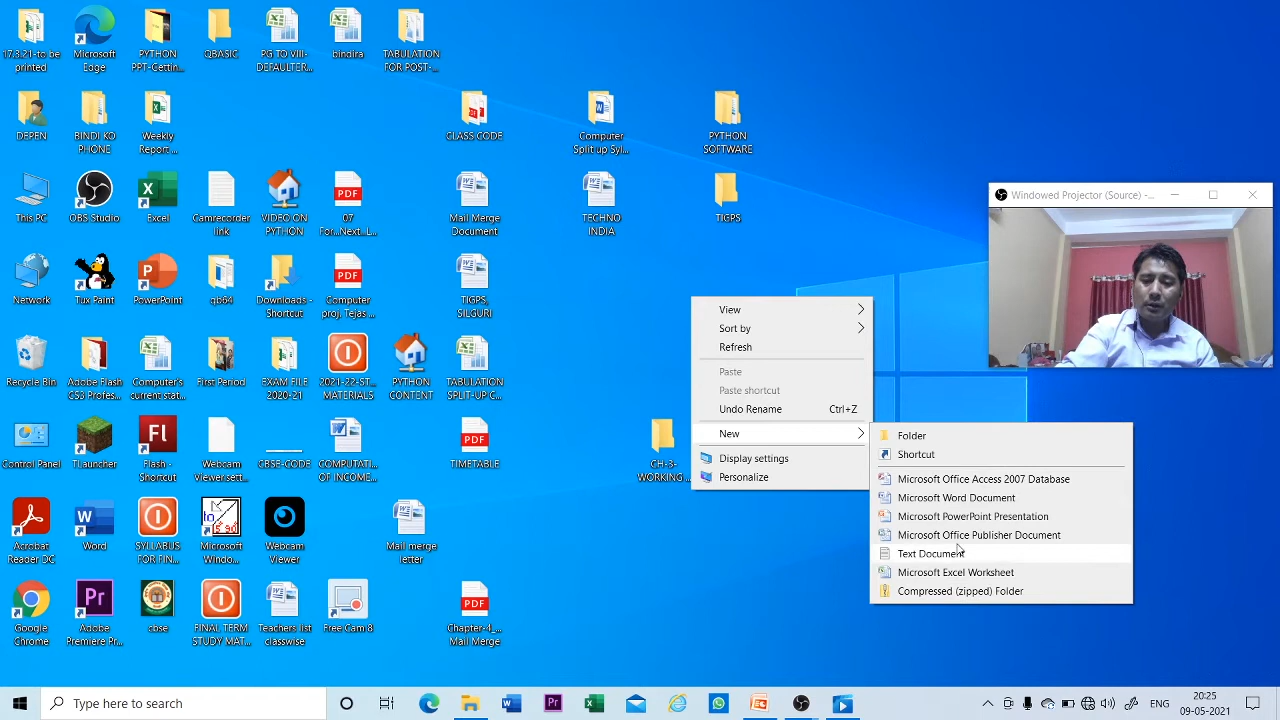 17.3.21-to be
printed
Microsoft
Edge
PYTHON
PPT-Gettin...
QBASIC
PG TO VIII-
DEFAULTER...
bindira
TABULATION
FOR POST-...
DEPEN
BINDI KO
PHONE
Weekly
Report ...
CLASS CODE
Computer
Split up Syl...
PYTHON
SOFTWARE
This PC
OBS Studio
Excel
Camrecorder
link
VIDEO ON
PYTHON
07
For...Next. L...
Mail Merge
Document
TECHNO
INDIA
TIGPS
Network
Tux Paint
PowerPoint
qb64
Downloads -
Shortcut
Computer
proj. Tejas ...
TIGPS,
SILGURI
Recycle Bin
Adobe Flash
CS3 Profes...
Computer's
current stat...
First Period
EXAM FILE
2020-21
2021-22-ST...
MATERIALS
PYTHON
CONTENT
TABULATION
SPLIT-UP C...
Control Panel
TLauncher
Flash -
Shortcut
Webcam
Viewer sett...
CBSE-CODE
COMPUTATI...
OF INCOME...
TIMETABLE
CH-3-
WORKING ...
Acrobat
Reader DC
Word
SYLLABUS
FOR FIN...
Microsoft
Windo...
Webcam
Viewer
Mail merge
letter
Google
Chrome
Adobe
Premiere Pr...
cbse
FINAL TERM
STUDY MAT...
Teachers list
classwise
Free Cam 8
Chapter-4_...
Mail Merge
Windowed Projector (Source) -...
View
Sort by
Refresh
Paste
Paste shortcut
Undo Rename Ctrl+Z
New
Display settings
Personalize
Folder
Shortcut
Microsoft Office Access 2007 Database
Microsoft Word Document
Microsoft PowerPoint Presentation
Microsoft Office Publisher Document
Text Document
Microsoft Excel Worksheet
Compressed (zipped) Folder
Type here to search
20:25
09-05-2021